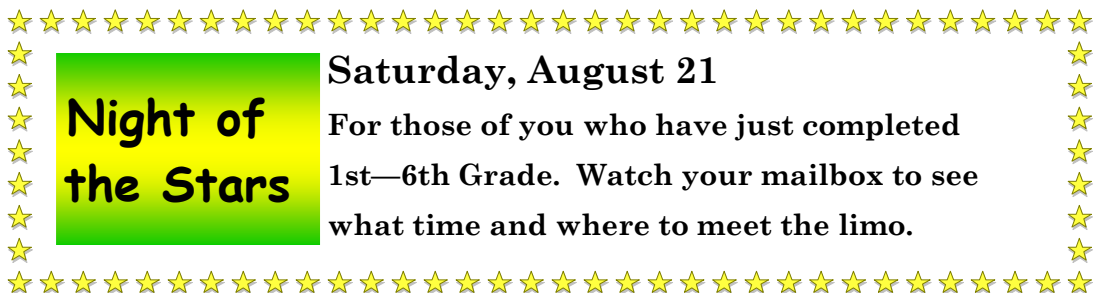 Night of
the Stars
Saturday, August 21
For those of you who have just completed
1st—6th Grade.  Watch your mailbox to see
what time and where to meet the limo.